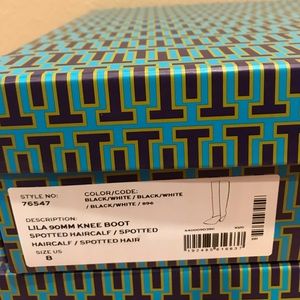 STYLE NO:
76547
COLOR/CODE:
BLACK/WHITE / BLACK/WHITE
/ BLACK/WHITE / 896
DESCRIPTION:
LILA 90MM KNEE BOOT
SPOTTED HAIRCALF / SPOTTED
HAIRCALF / SPOTTED HAIR
SIZE US
8